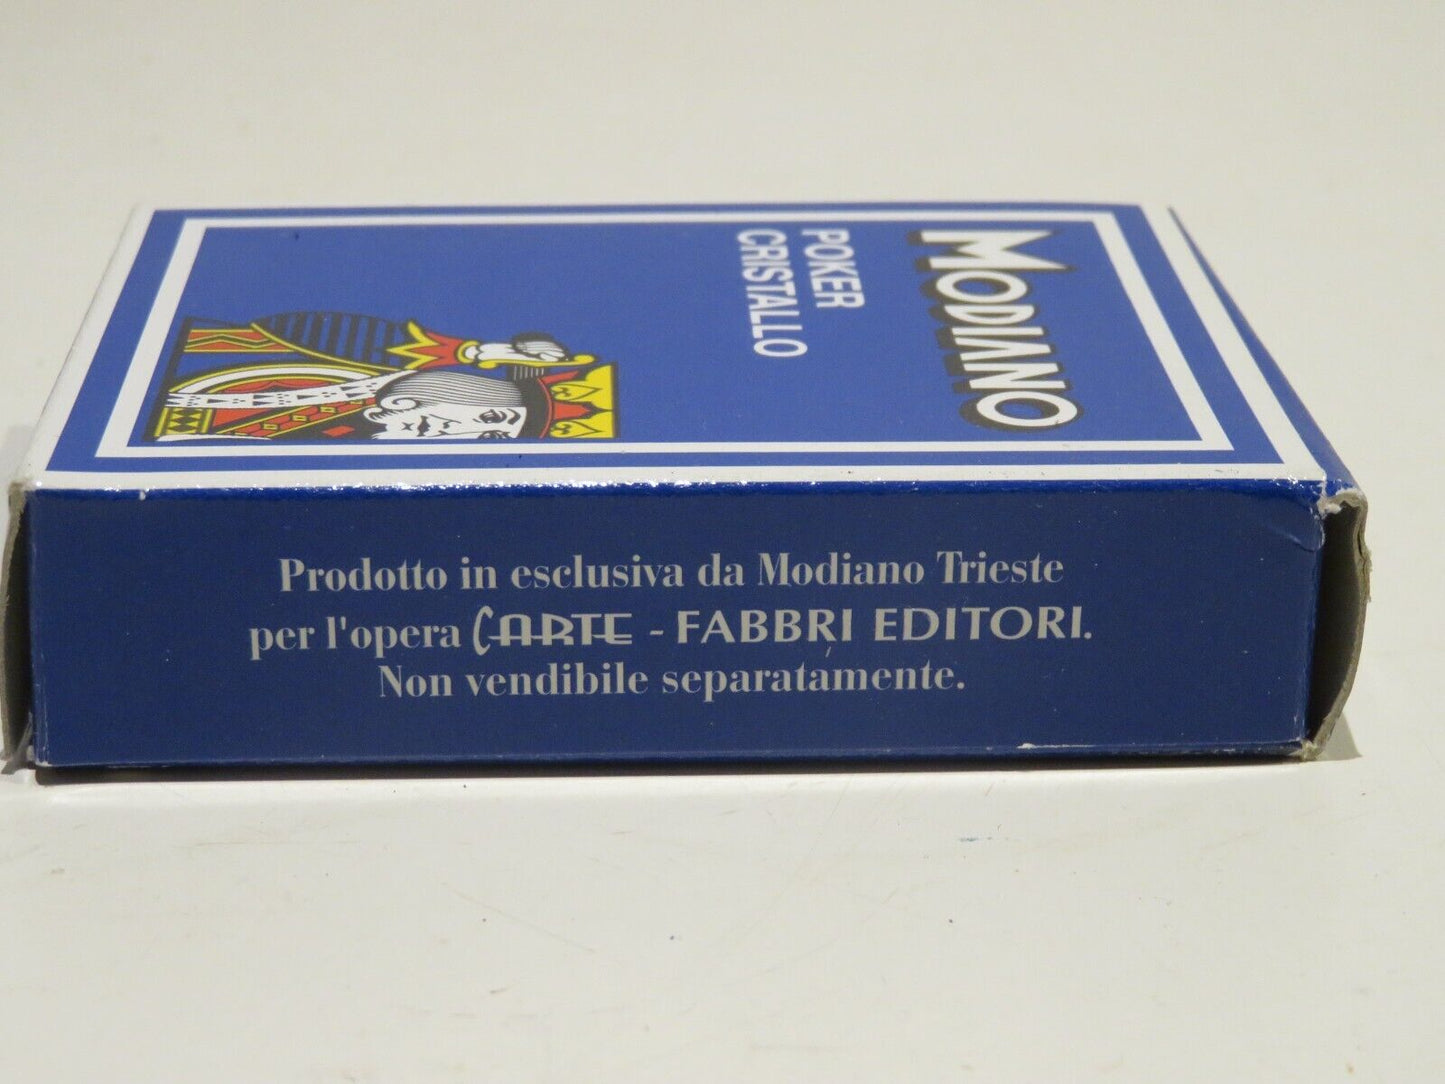 MODIANO
POKER
CRISTALLO
Prodotto in esclusiva da Modiano Trieste
per l'opera CARTE - FABBRI EDITORI.
Non vendibile separatamente.